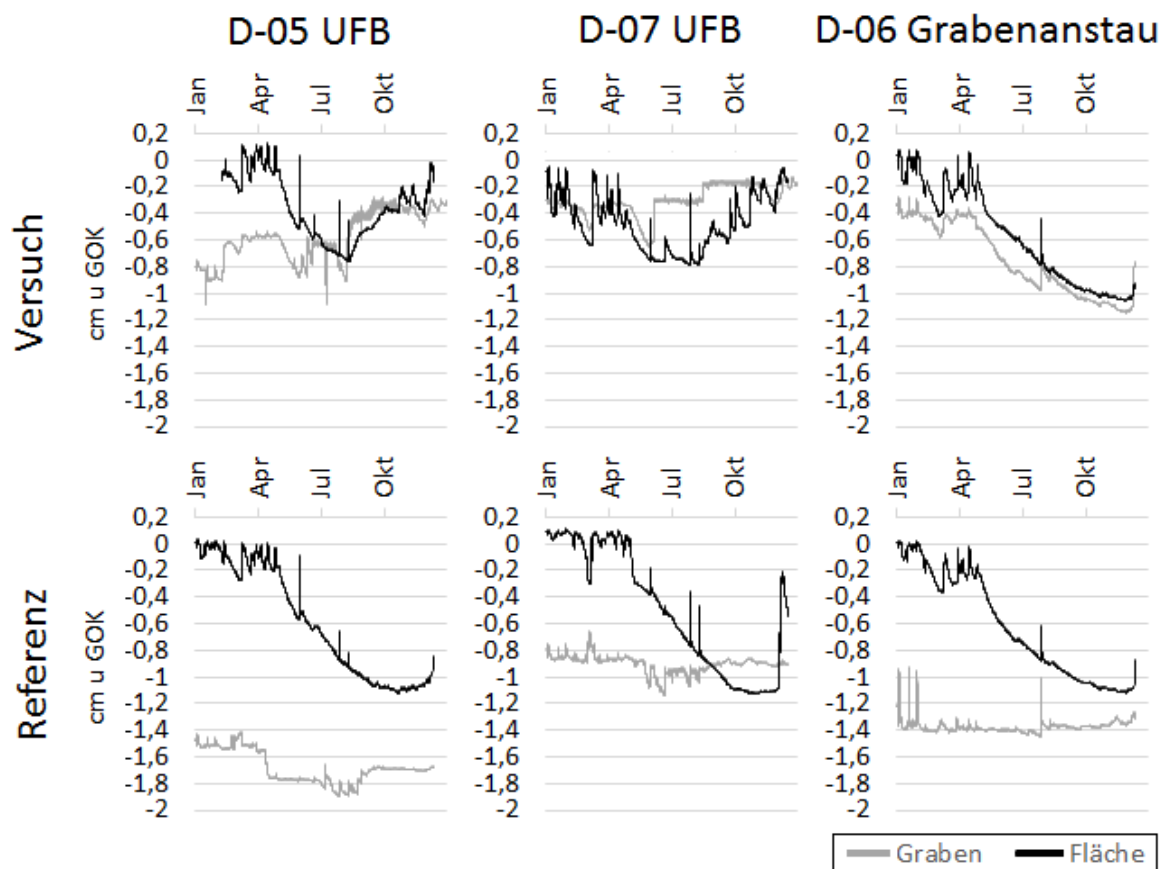 D-05 UFB D-07 UFB D-06 Grabenanstau
Jan Apr Jul Okt Jan Apr Jul Okt Jan Apr Jul Okt
Versuch
cm u GOK
0,2 0,2 0,2
0 0 0
-0,2 -0,2 -0,2
-0,4 -0,4 -0,4
-0,6 -0,6 -0,6
-0,8 -0,8 -0,8
-1 -1 -1
-1,2 -1,2 -1,2
-1,4 -1,4 -1,4
-1,6 -1,6 -1,6
-1,8 -1,8 -1,8
-2 -2 -2
Jan Apr Jul Okt Jan Apr Jul Okt Jan Apr Jul Okt
Referenz
cm u GOK
0,2 0,2 0,2
0 0 0
-0,2 -0,2 -0,2
-0,4 -0,4 -0,4
-0,6 -0,6 -0,6
-0,8 -0,8 -0,8
-1 -1 -1
-1,2 -1,2 -1,2
-1,4 -1,4 -1,4
-1,6 -1,6 -1,6
-1,8 -1,8 -1,8
-2 -2 -2
Graben Fläche